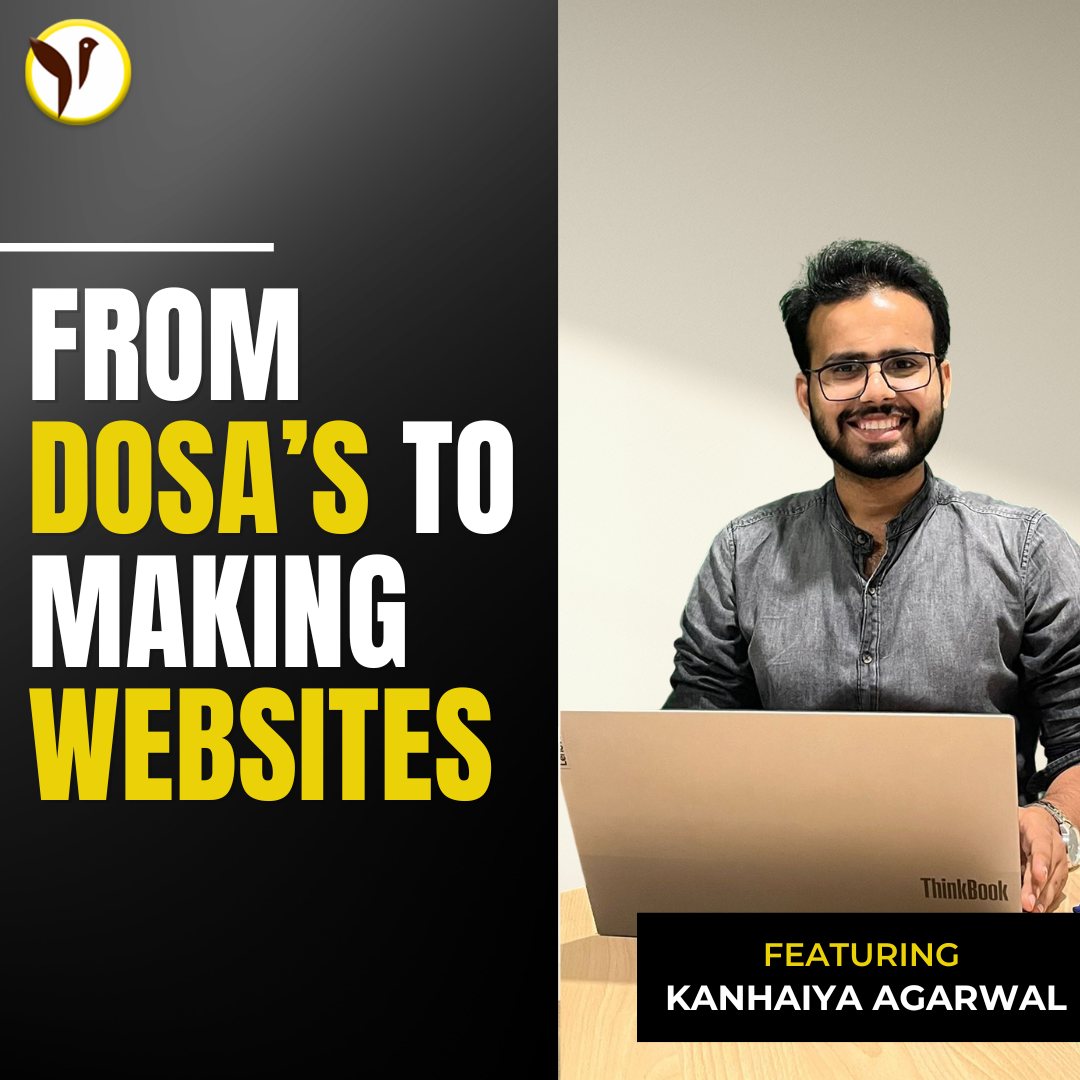 FROM
DOSA’S TO
MAKING
WEBSITES
ThinkBook
FEATURING
KANHAIYA AGARWAL